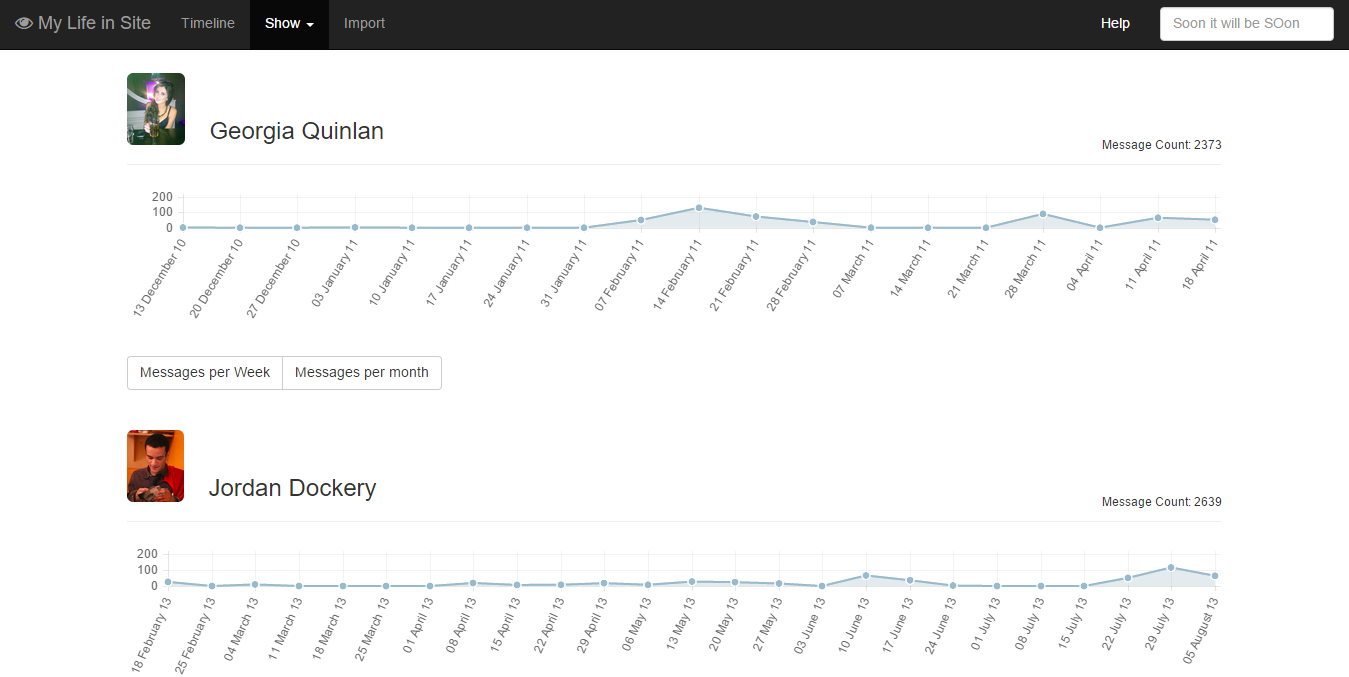 My Life in Site Timeline Show Import Help Soon it will be SOon
Georgia Quinlan
Message Count: 2373
200
100
0
13 December 10 20 December 10 27 December 10 03 January 11 10 January 11 17 January 11 24 January 11 31 January 11 07 February 11 14 February 11 21 February 11 28 February 11 07 March 11 14 March 11 21 March 11 28 March 11 04 April 11 11 April 11 18 April 11
Messages per Week Messages per month
Jordan Dockery
Message Count: 2639
200
100
0
18 February 13 25 February 13 04 March 13 11 March 13 18 March 13 25 March 13 01 April 13 08 April 13 15 April 13 22 April 13 29 April 13 06 May 13 13 May 13 20 May 13 27 May 13 03 June 13 10 June 13 17 June 13 24 June 13 01 July 13 08 July 13 15 July 13 22 July 13 29 July 13 05 August 13